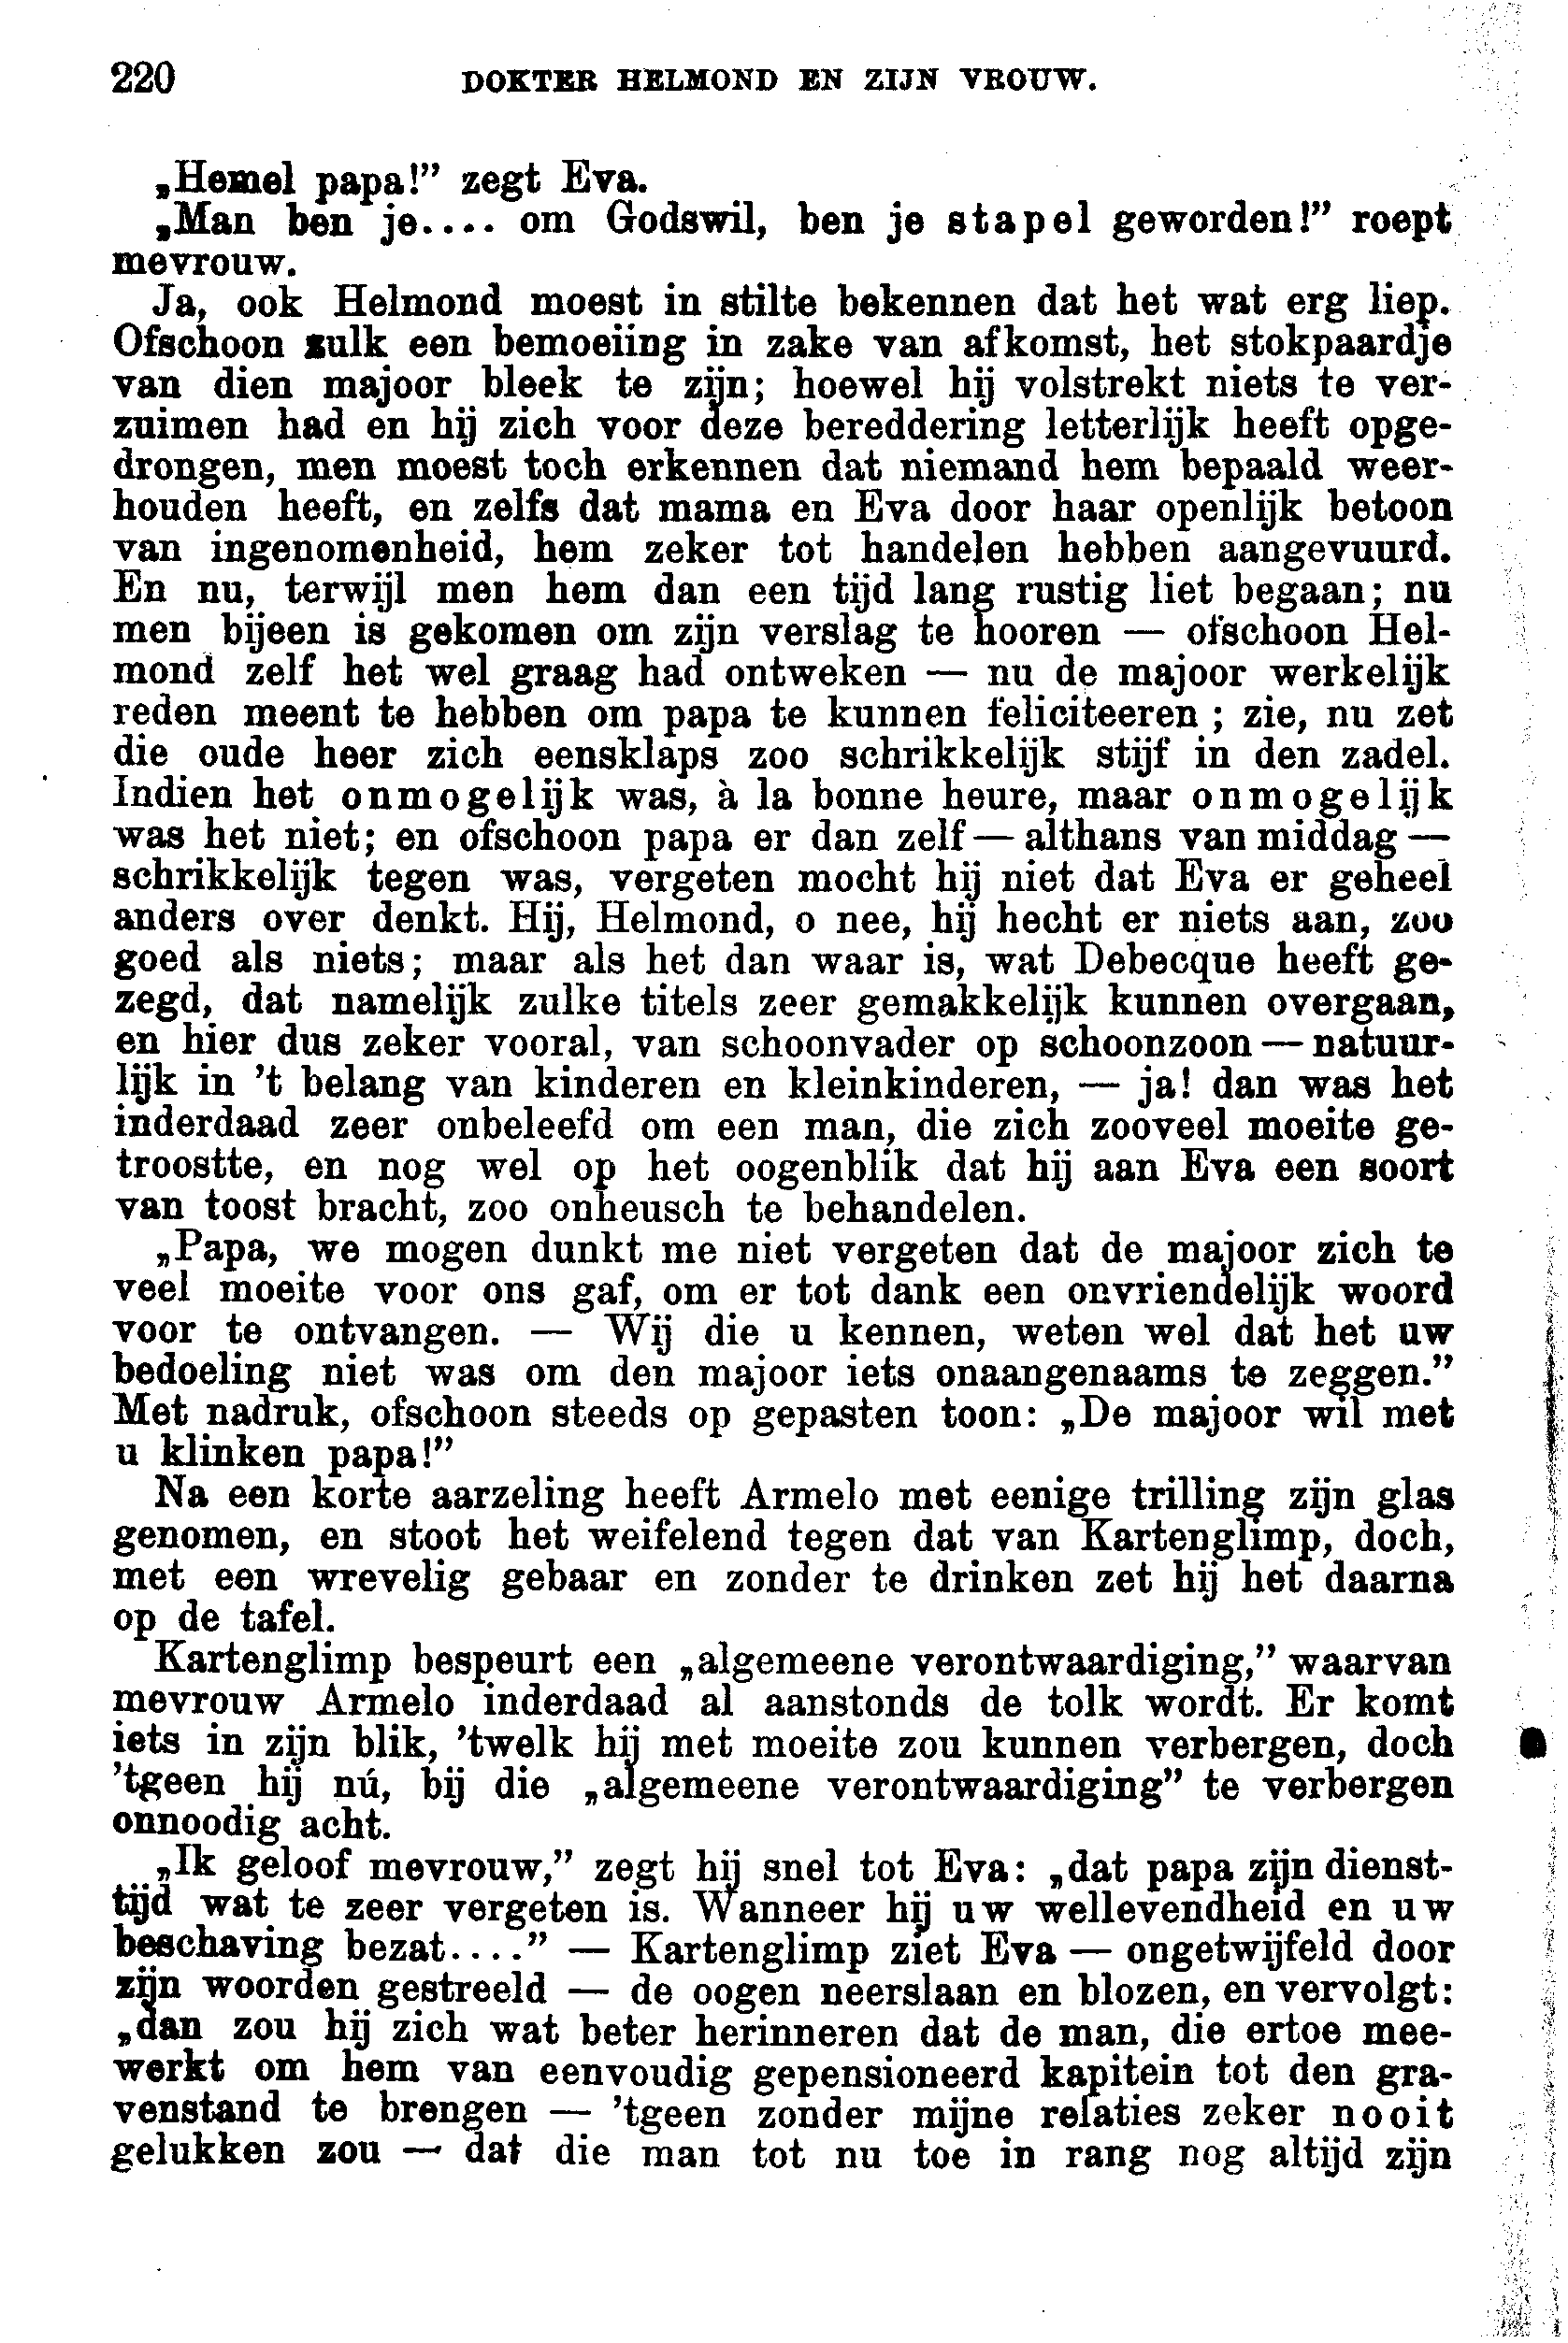 220 DOKTER HELMOND EN ZIJN VROUW.
„Hemel papa!” zegt Eva.
„Man ben je.... om Godswil, ben je stapel geworden!” roept
mevrouw.
Ja, ook Helmond moest in stilte bekennen dat het wat erg liep.
Ofschoon zulk een bemoeiing in zake van afkomst, het stokpaardje
van dien majoor bleek te zijn; hoewel hij volstrekt niets te ver-
zuimen had en hij zich voor deze bereddering letterlijk heeft opge-
drongen, men moest toch erkennen dat niemand hem bepaald weer-
houden heeft, en zelfs dat mama en Eva door haar openlijk betoon
van ingenomenheid, hem zeker tot handelen hebben aangevuurd.
En nu, terwijl men hem dan een tijd lang rustig liet begaan; nu
men bijeen is gekomen om zijn verslag te hooren — ofschoon Hel-
mond zelf het wel graag had ontweken — nu de majoor werkelijk
reden meent te hebben om papa te kunnen feliciteeren; zie, nu zet
die oude heer zich eensklaps zoo schrikkelijk stijf in den zadel.
Indien het onmogelijk was, à la bonne heure, maar onmogelijk
was het niet; en ofschoon papa er dan zelf — althans van middag —
schrikkelijk tegen was, vergeten mocht hij niet dat Eva er geheel
anders over denkt. Hij, Helmond, o nee, hij hecht er niets aan, zoo
goed als niets; maar als het dan waar is, wat Debecque heeft ge-
zegd, dat namelijk zulke titels zeer gemakkelijk kunnen overgaan,
en hier dus zeker vooral, van schoonvader op schoonzoon — natuur-
lijk in 't belang van kinderen en kleinkinderen, — ja! dan was het
inderdaad zeer onbeleefd om een man, die zich zooveel moeite ge-
troostte, en nog wel op het oogenblik dat hij aan Eva een soort
van toost bracht, zoo onheusch te behandelen.
„Papa, we mogen dunkt me niet vergeten dat de majoor zich te
veel moeite voor ons gaf, om er tot dank een onvriendelijk woord
voor te ontvangen. — Wij die u kennen, weten wel dat het uw
bedoeling niet was om den majoor iets onaangenaams te zeggen.”
Met nadruk, ofschoon steeds op gepasten toon: „De majoor wil met
u klinken papa!”
Na een korte aarzeling heeft Armelo met eenige trilling zijn glas
genomen, en stoot het weifelend tegen dat van Kartenglimp, doch,
met een wrevelig gebaar en zonder te drinken zet hij het daarna
op de tafel.
Kartenglimp bespeurt een „algemeene verontwaardiging,” waarvan
mevrouw Armelo inderdaad al aanstonds de tolk wordt. Er komt
iets in zijn blik, 'twelk hij met moeite zou kunnen verbergen, doch
'tgeen hij nú, bij die „algemeene verontwaardiging” te verbergen
onnoodig acht.
„Ik geloof mevrouw,” zegt hij snel tot Eva: „dat papa zijn dienst-
tijd wat te zeer vergeten is. Wanneer hij uw wellevendheid en uw
beschaving bezat....” — Kartenglimp ziet Eva — ongetwijfeld door
zijn woorden gestreeld — de oogen neerslaan en blozen, en vervolgt:
„dan zou hij zich wat beter herinneren dat de man, die ertoe mee-
werkt om hem van eenvoudig gepensioneerd kapitein tot den gra-
venstand te brengen — 'tgeen zonder mijne relaties zeker nooit
gelukken zou — dat die man tot nu toe in rang nog altijd zijn